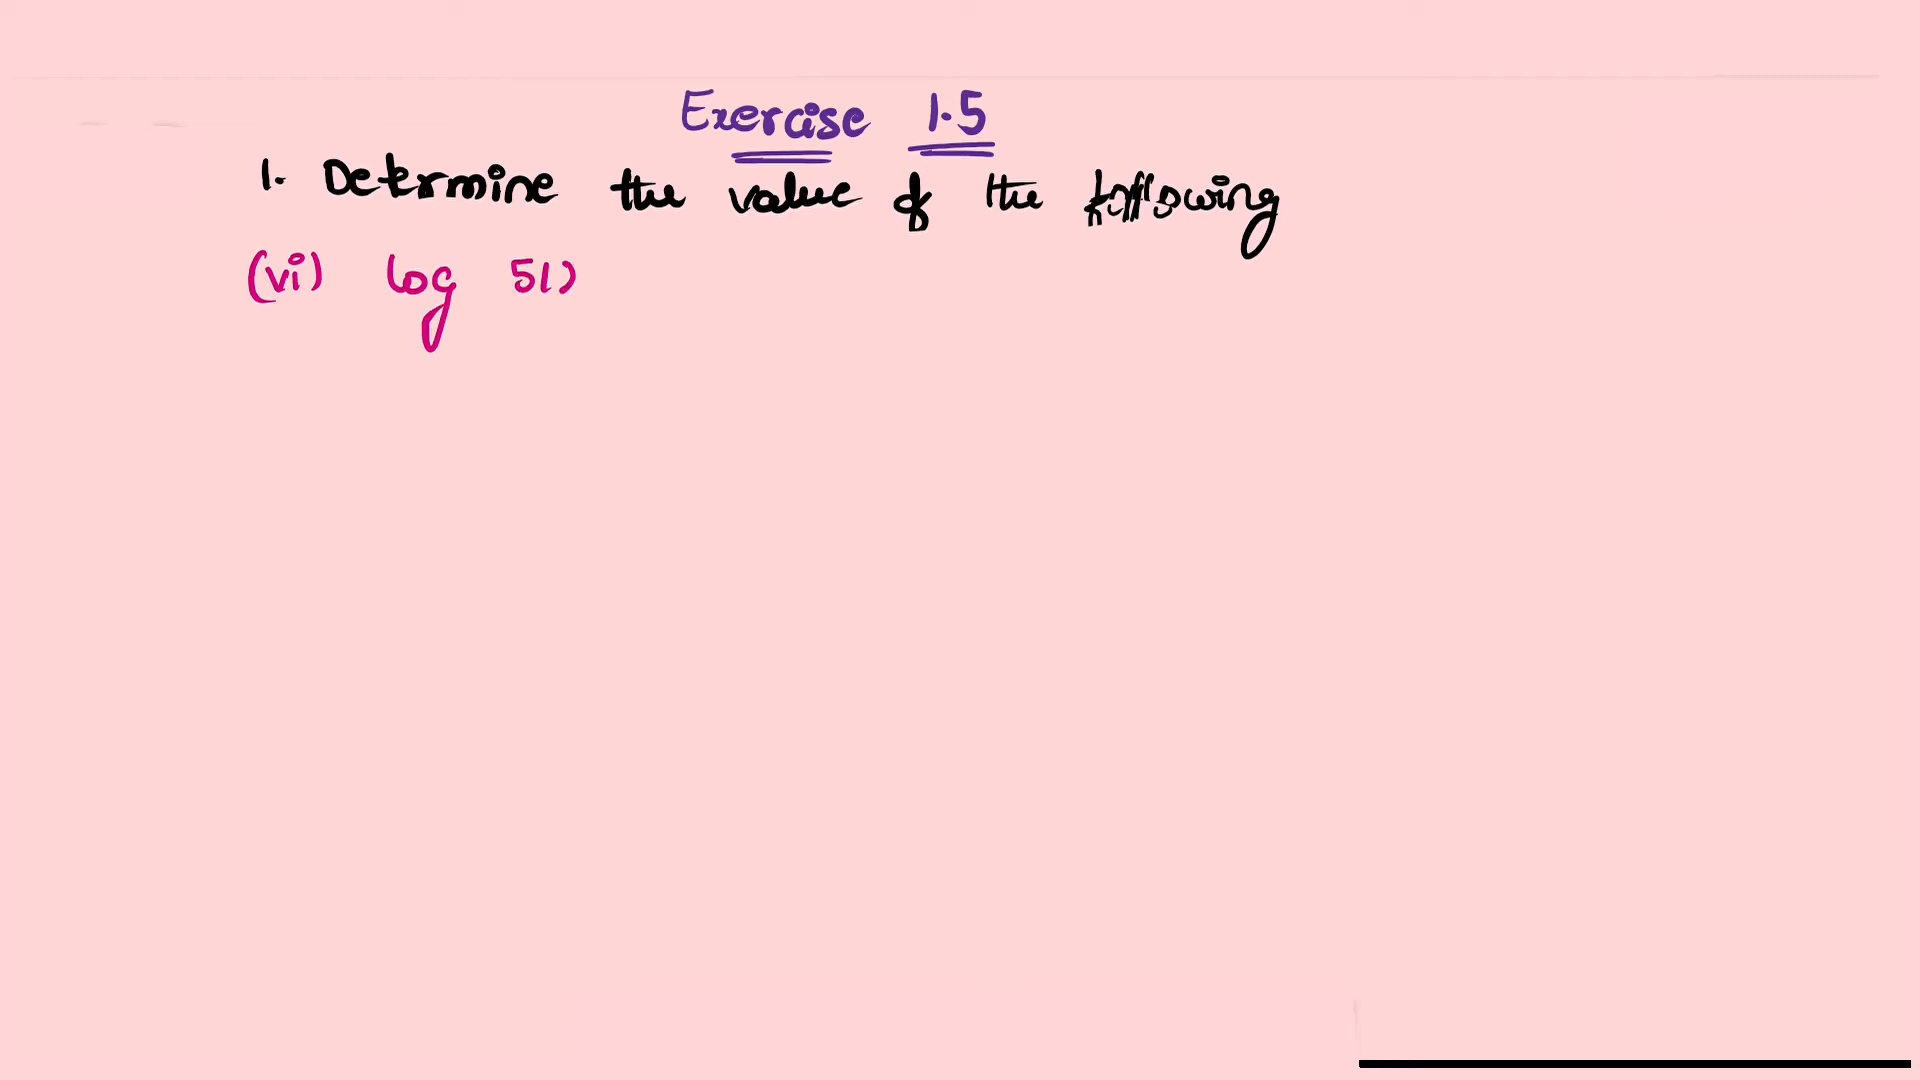 Exercise 1.5
1. Determine the value of the following
(vi) log 512